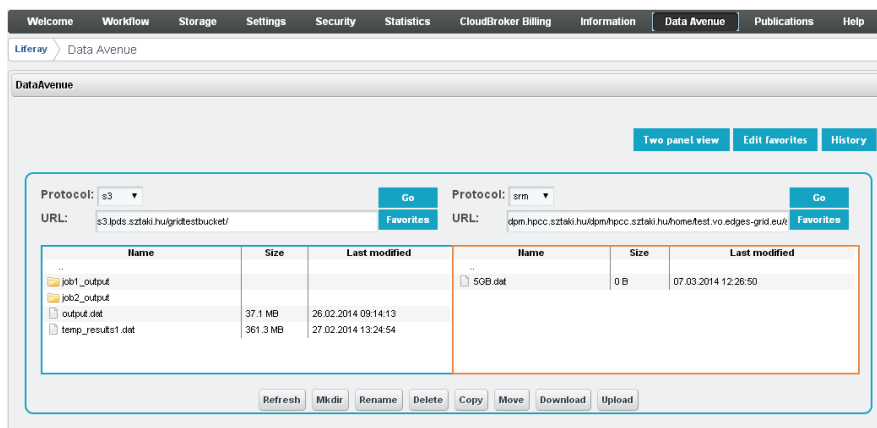 Welcome Workflow Storage Settings Security Statistics CloudBroker Billing Information Data Avenue Publications Help
Liferay Data Avenue
DataAvenue
Two panel view Edit favorites History
Protocol: s3 Go Protocol: srm Go
URL: s3.lpds.sztaki.hu/gridtestbucket/ Favorites URL: dpm.hpcc.sztaki.hu/dpm/hpcc.sztaki.hu/home/test.vo.edges-grid.eu/ Favorites
Name Size Last modified Name Size Last modified
.. ..
job1_output 5GB.dat 0 B 07.03.2014 12:26:50
job2_output
output.dat 37.1 MB 26.02.2014 09:14:13
temp_results1.dat 361.3 MB 27.02.2014 13:24:54
Refresh Mkdir Rename Delete Copy Move Download Upload